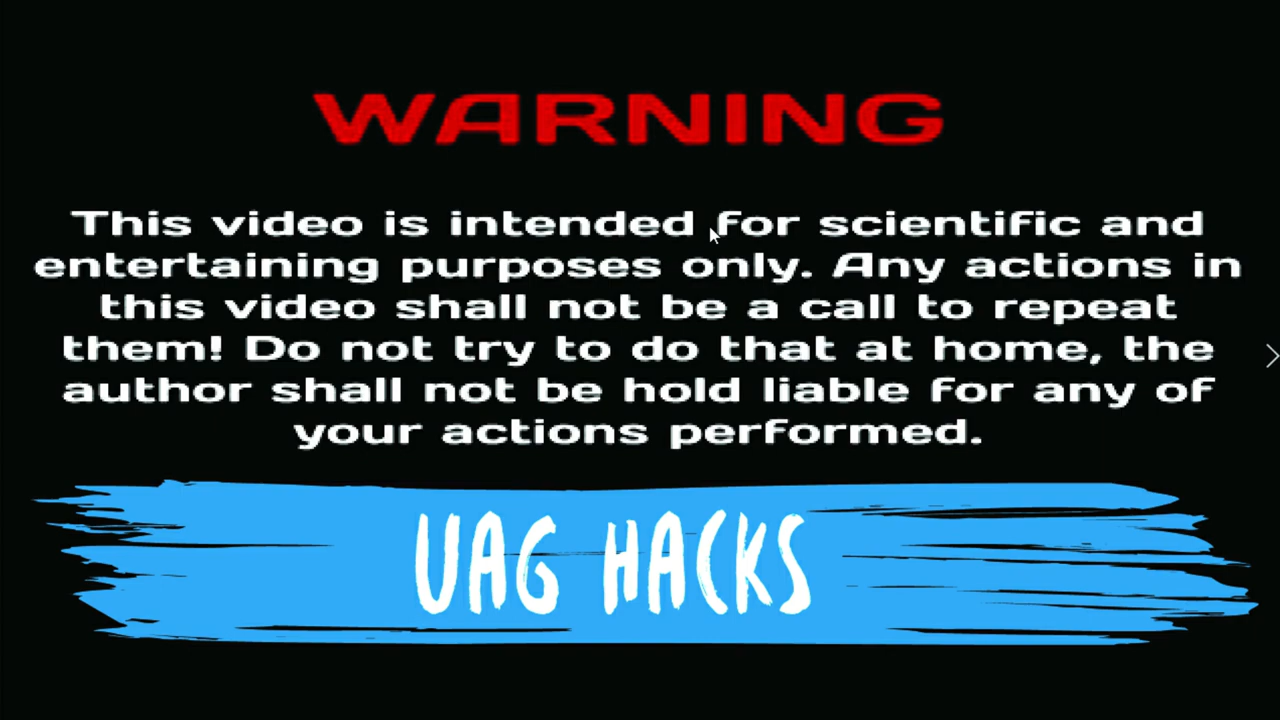 WARNING
This video is intended for scientific and
entertaining purposes only. Any actions in
this video shall not be a call to repeat
them! Do not try to do that at home, the
author shall not be hold liable for any of
your actions performed.
UAG HACKS